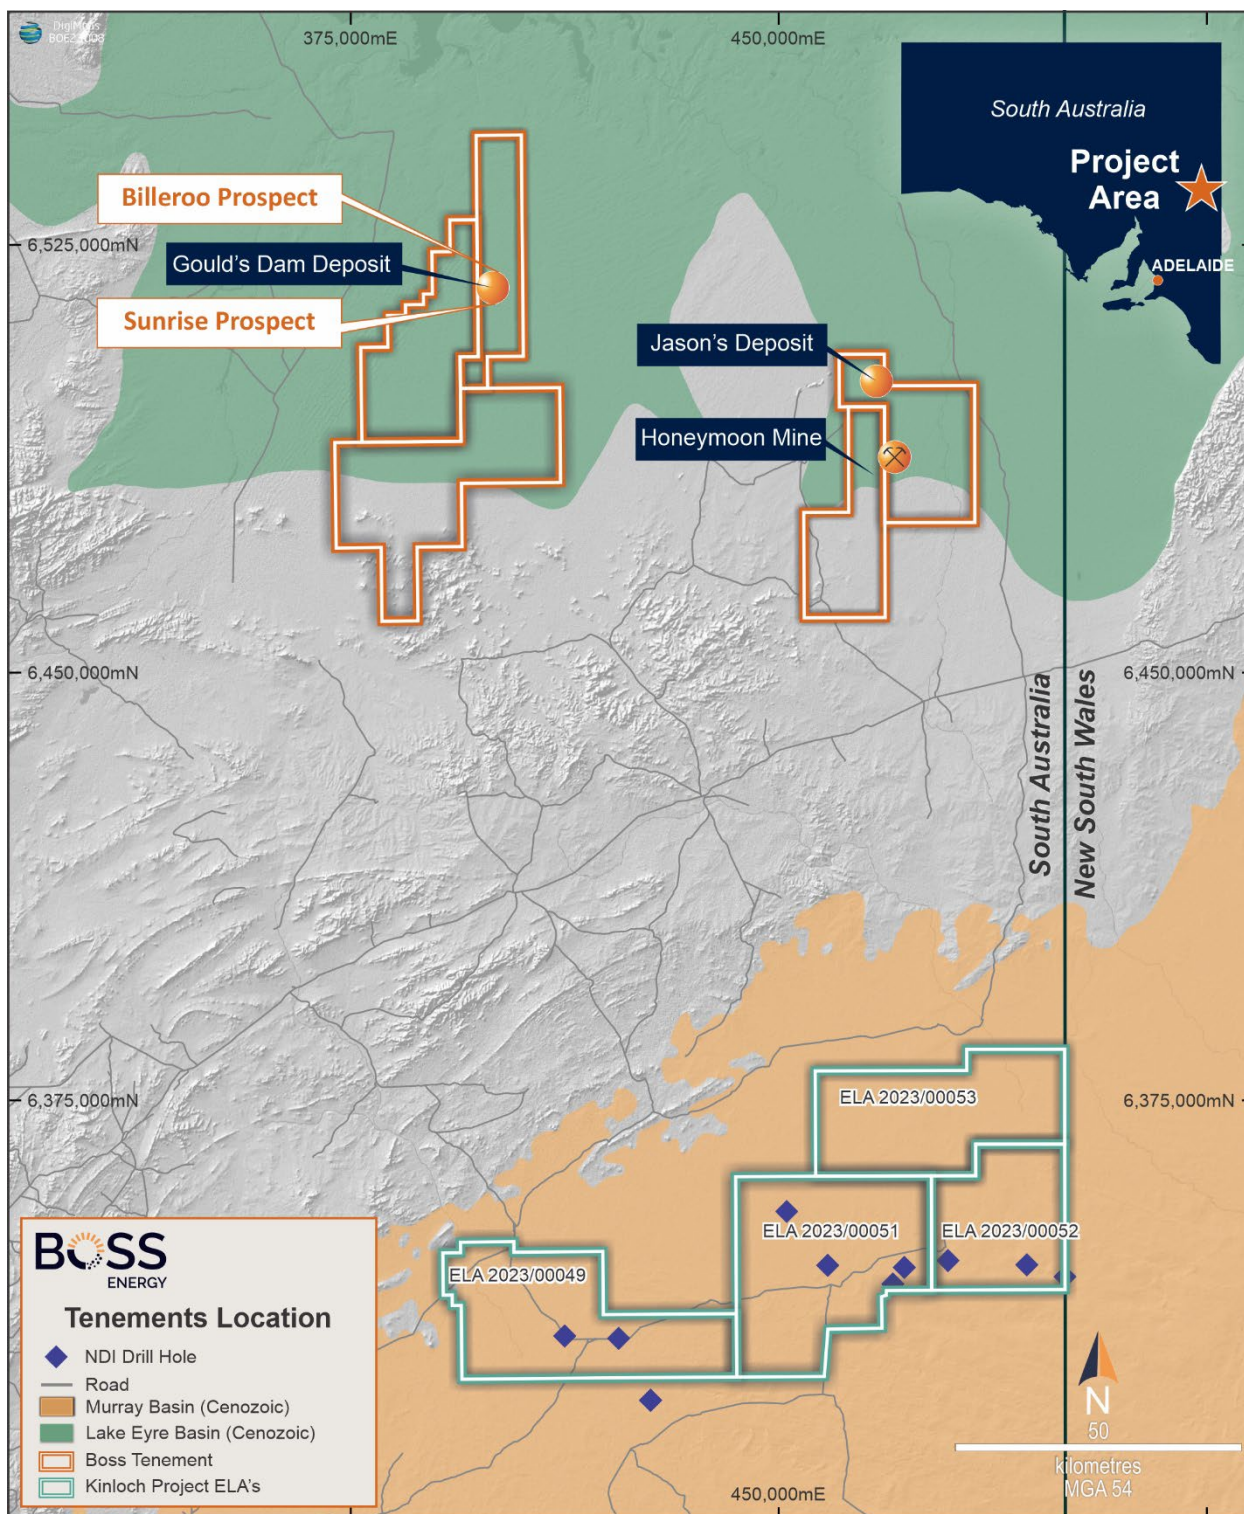 DigiMaps
375,000mE
450,000mE
South Australia
Project
Area
ADELAIDE
Billeroo Prospect
6,525,000mN
Gould's Dam Deposit
Sunrise Prospect
Jason's Deposit
Honeymoon Mine
6,450,000mN
6,450,000mN
South Australia
New South Wales
6,375,000mN
ELA 2023/00053
6,375,000mN
ELA 2023/00051
ELA 2023/00052
ELA 2023/00049
BOSS
ENERGY
Tenements Location
NDI Drill Hole
Road
Murray Basin (Cenozoic)
Lake Eyre Basin (Cenozoic)
Boss Tenement
Kinloch Project ELA's
N
50
kilometres
MGA 54
450,000mE